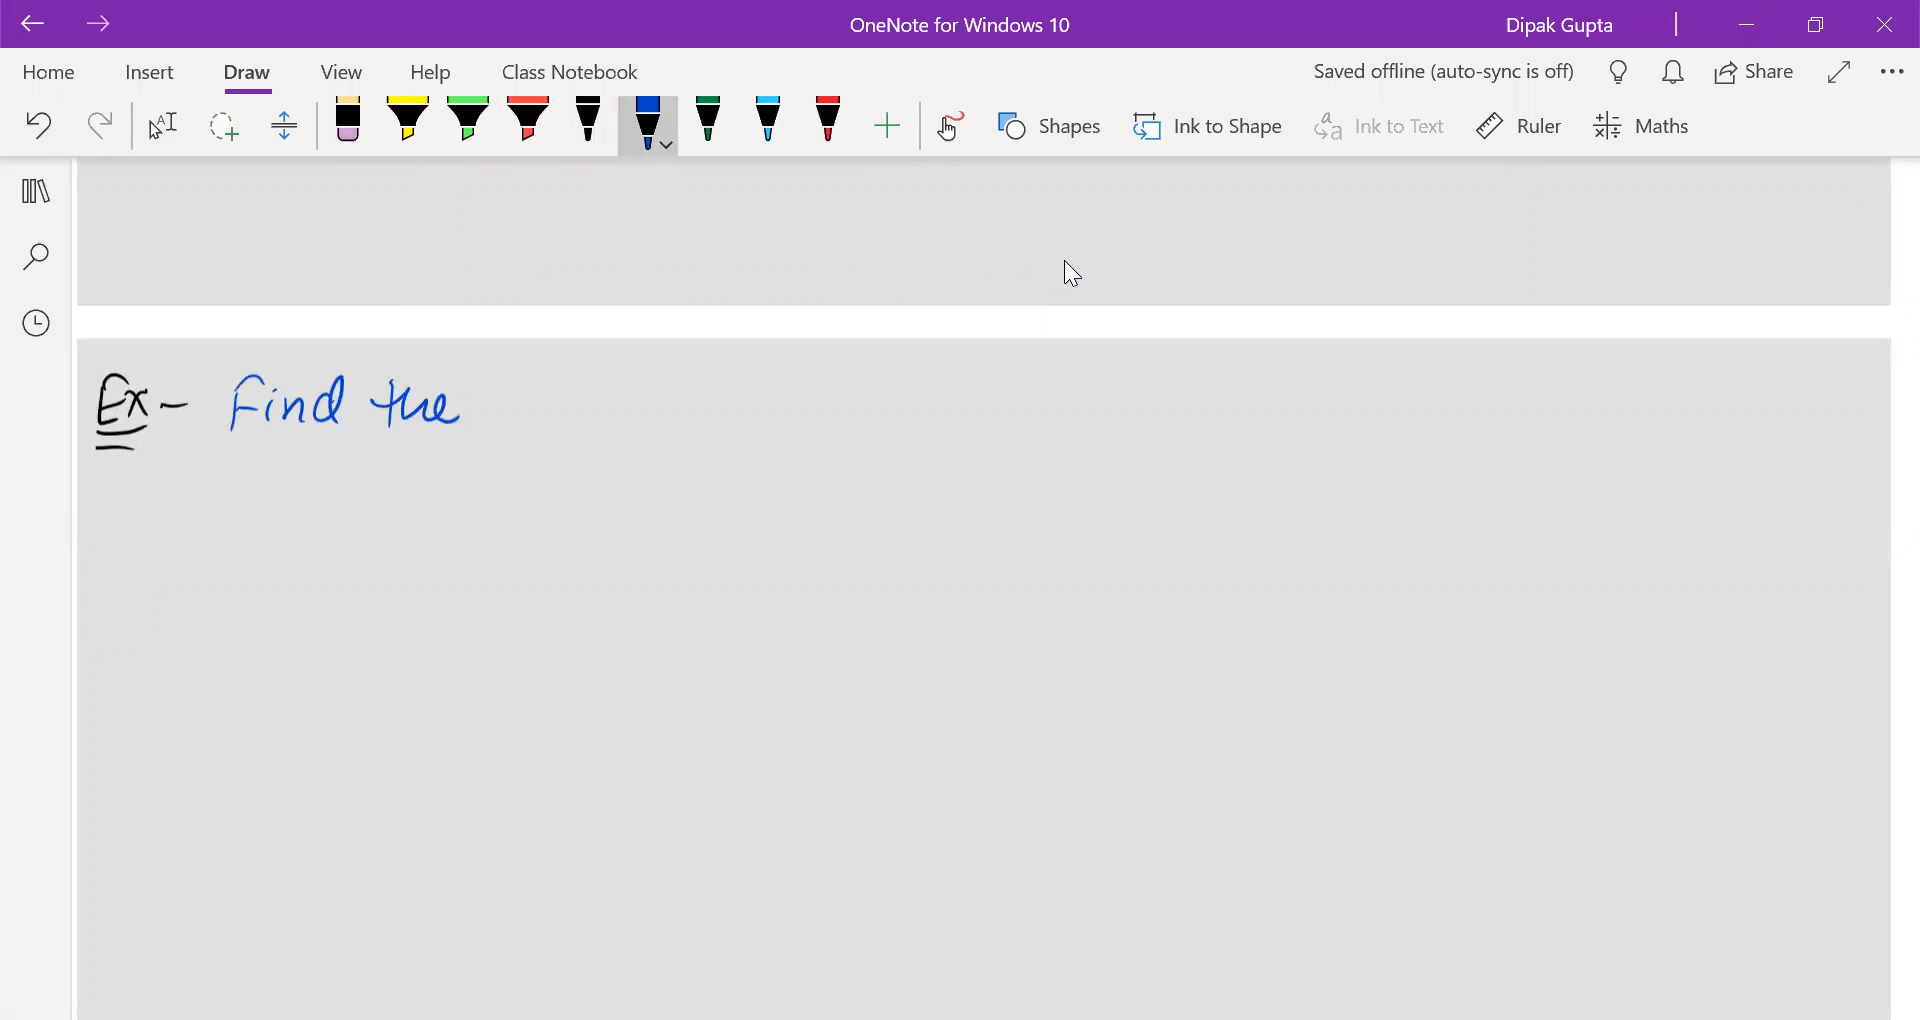 OneNote for Windows 10
Dipak Gupta
Home Insert Draw View Help Class Notebook
Saved offline (auto-sync is off) Share
Shapes Ink to Shape Ink to Text Ruler Maths
Ex- Find the